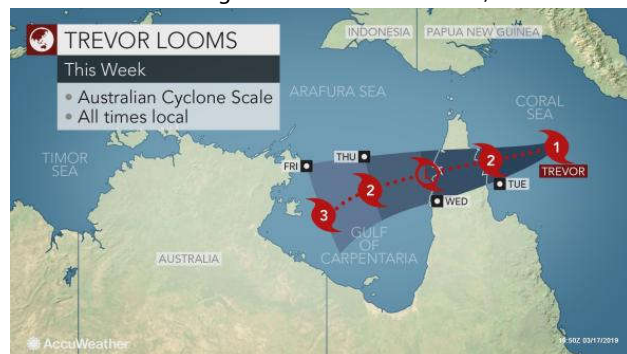 TREVOR LOOMS
This Week
• Australian Cyclone Scale
• All times local
INDONESIA
PAPUA NEW GUINEA
ARAFURA SEA
CORAL
SEA
TIMOR
SEA
FRI
THU
1
2
TREVOR
TUE
2
WED
3
GULF
OF
CARPENTARIA
AUSTRALIA
AccuWeather
03/17/2019